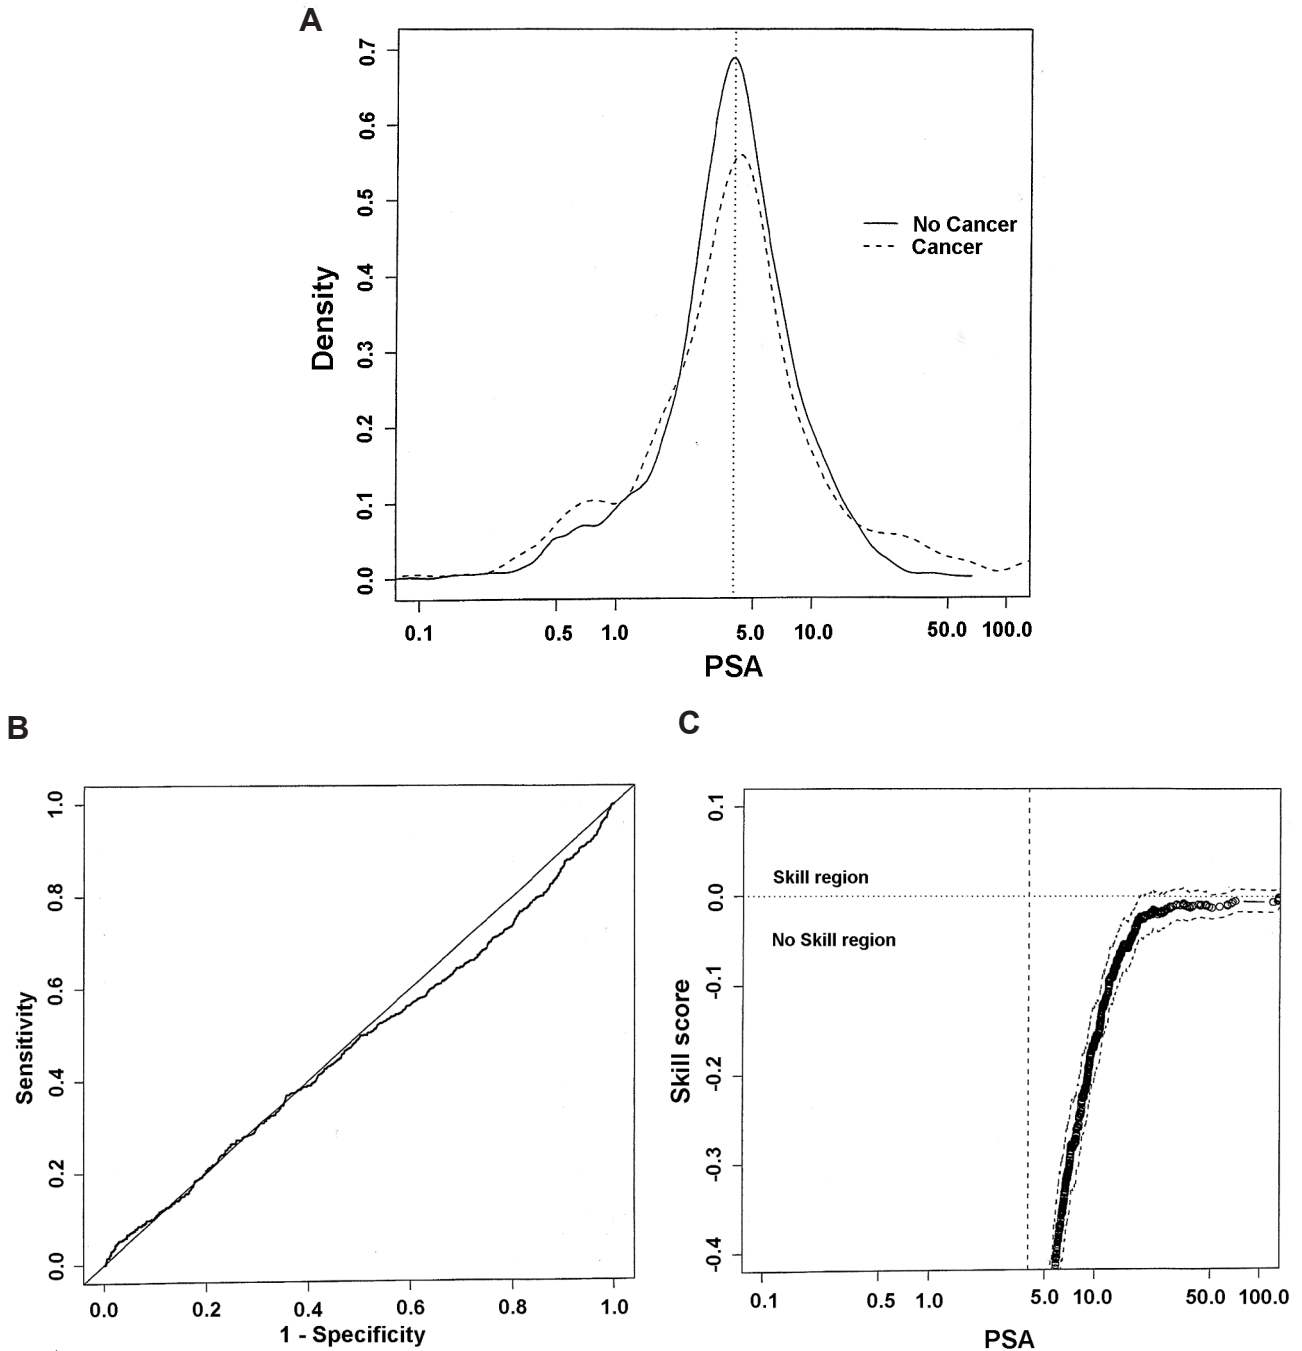 A
0.7
0.6
0.5
0.4
0.3
0.2
0.1
0.0
Density
No Cancer
Cancer
0.1 0.5 1.0 5.0 10.0 50.0 100.0
PSA
B
1.0
0.8
0.6
0.4
0.2
0.0
Sensitivity
0.0 0.2 0.4 0.6 0.8 1.0
1 - Specificity
C
0.1
0.0
-0.1
-0.2
-0.3
-0.4
Skill score
Skill region
No Skill region
0.1 0.5 1.0 5.0 10.0 50.0 100.0
PSA